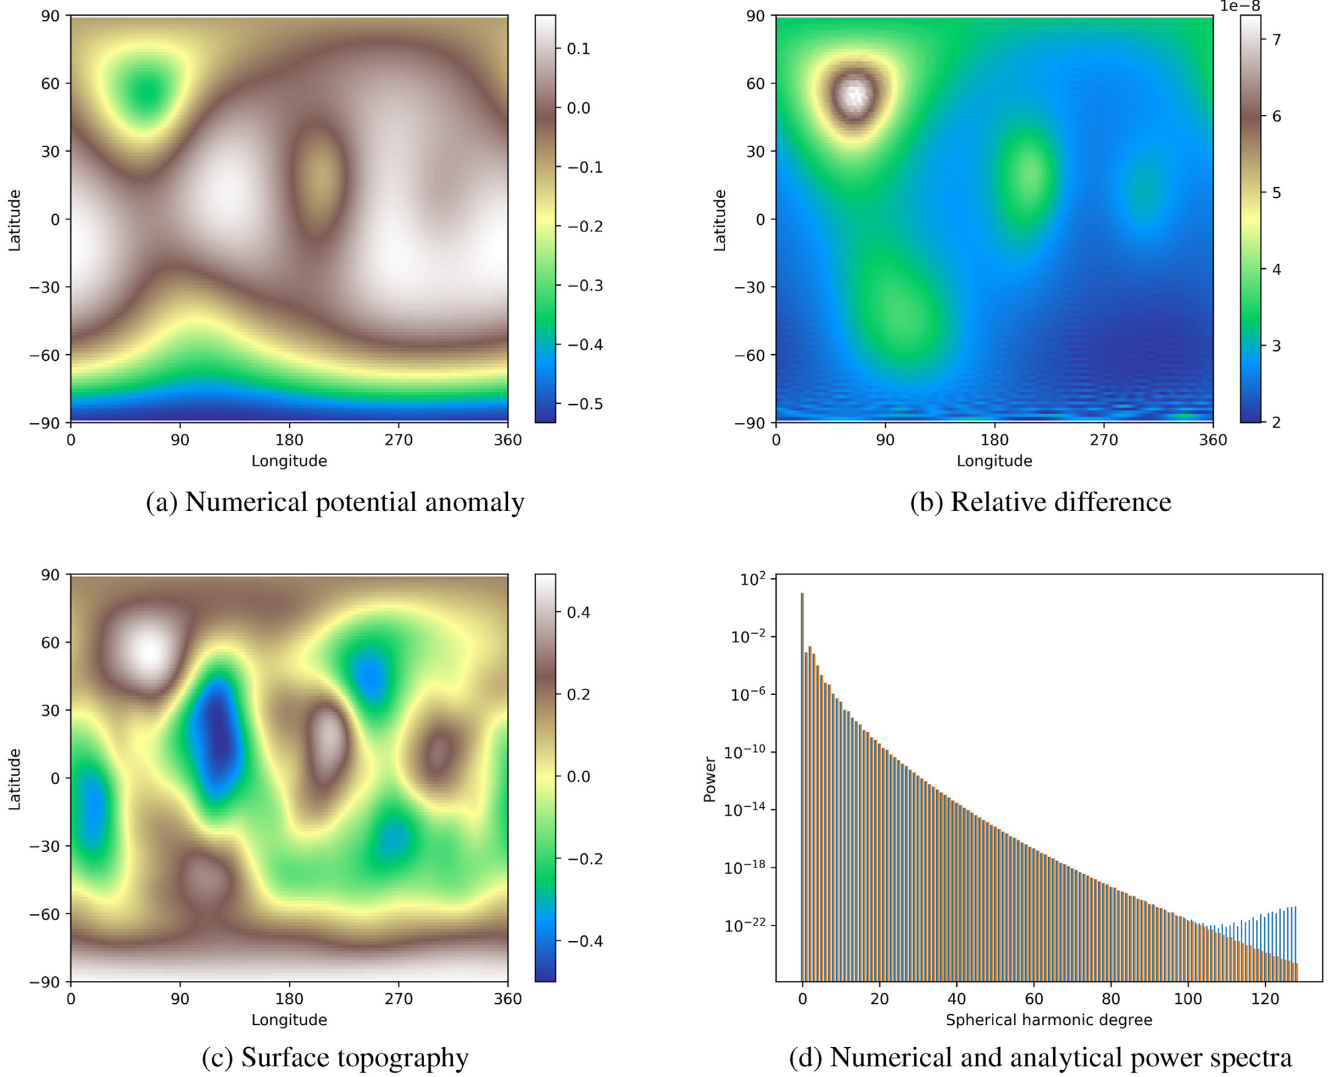 90
60
30
0
−30
−60
−90
Latitude
0 90 180 270 360
Longitude
0.1
0.0
−0.1
−0.2
−0.3
−0.4
−0.5
(a) Numerical potential anomaly
1e−8
90
60
30
0
−30
−60
−90
Latitude
0 90 180 270 360
Longitude
7
6
5
4
3
2
(b) Relative difference
90
60
30
0
−30
−60
−90
Latitude
0 90 180 270 360
Longitude
0.4
0.2
0.0
−0.2
−0.4
(c) Surface topography
10²
10⁻²
10⁻⁶
10⁻¹⁰
10⁻¹⁴
10⁻¹⁸
10⁻²²
Power
0 20 40 60 80 100 120
Spherical harmonic degree
(d) Numerical and analytical power spectra